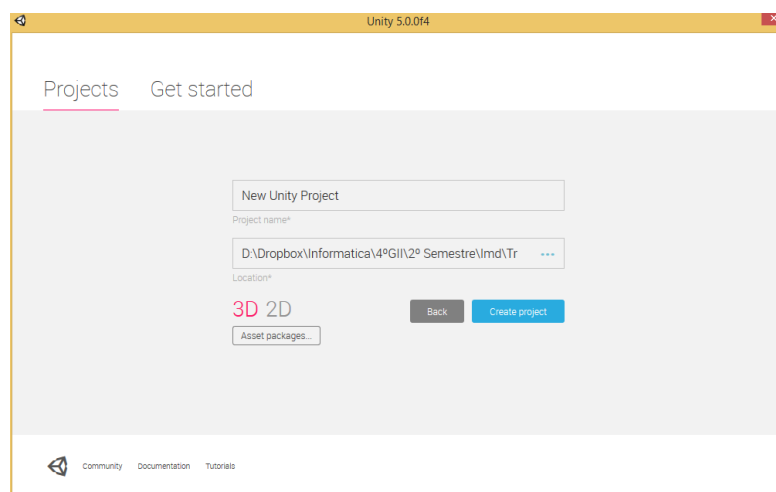 Unity 5.0.0f4
Projects Get started
New Unity Project
Project name*
D:\Dropbox\Informatica\4ºGII\2º Semestre\Imd\Tr ...
Location*
3D 2D
Back Create project
Asset packages...
Community Documentation Tutorials